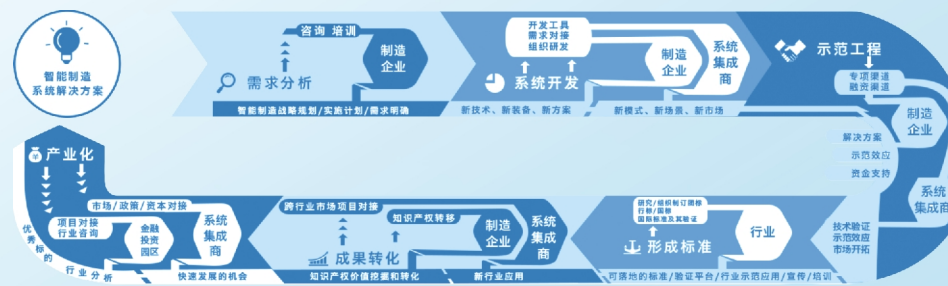 智能制造
系统解决方案
咨询 培训
需求分析
制造
企业
智能制造战略规划/实施计划/需求明确
开发工具
需求对接
组织研发
系统开发
制造
企业
系统
集成
商
新技术、新装备、新方案
新模式、新场景、新市场
示范工程
专项渠道
融资渠道
制造
企业
解决方案
示范效应
资金支持
系统
集成商
技术验证
示范效应
市场开拓
研究/组织制订团标
行标/国标
国际标准及其验证
形成标准
行业
可落地的标准/验证平台/行业示范应用/宣传/培训
跨行业市场项目对接
知识产权转移
成果转化
制造
企业
系统
集成
商
知识产权价值挖掘和转化
新行业应用
产业化
市场/政策/资本对接
项目对接
行业咨询
金融
投资
园区
系统
集成
商
优秀标的
行业分析
快速发展的机会